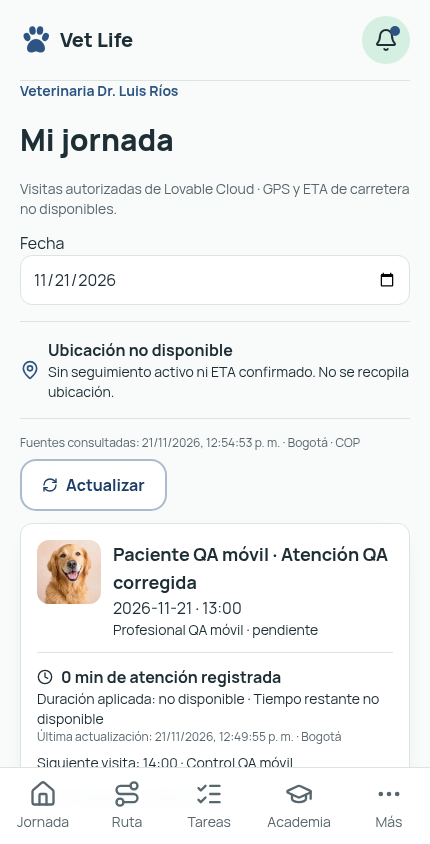 Vet Life
Veterinaria Dr. Luis Ríos
Mi jornada
Visitas autorizadas de Lovable Cloud · GPS y ETA de carretera
no disponibles.
Fecha
11/21/2026
Ubicación no disponible
Sin seguimiento activo ni ETA confirmado. No se recopila
ubicación.
Fuentes consultadas: 21/11/2026, 12:54:53 p. m. · Bogotá · COP
Actualizar
Paciente QA móvil · Atención QA
corregida
2026-11-21 · 13:00
Profesional QA móvil · pendiente
0 min de atención registrada
Duración aplicada: no disponible · Tiempo restante no
disponible
Última actualización: 21/11/2026, 12:49:55 p. m. · Bogotá
Siguiente visita: 14:00 · Control QA móvil
Jornada
Ruta
Tareas
Academia
Más